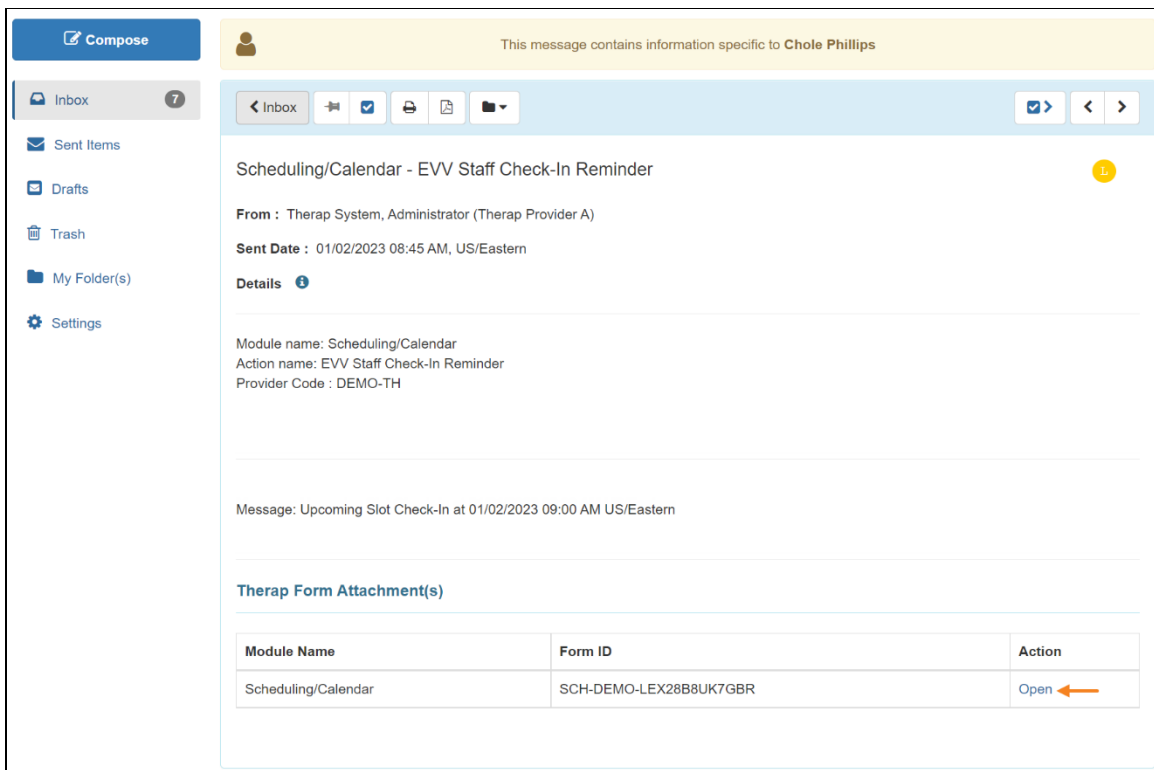 Compose
This message contains information specific to Chole Phillips
Inbox 7
Sent Items
Drafts
Trash
My Folder(s)
Settings
Inbox
Scheduling/Calendar - EVV Staff Check-In Reminder
L
From : Therap System, Administrator (Therap Provider A)
Sent Date : 01/02/2023 08:45 AM, US/Eastern
Details
Module name: Scheduling/Calendar
Action name: EVV Staff Check-In Reminder
Provider Code : DEMO-TH
Message: Upcoming Slot Check-In at 01/02/2023 09:00 AM US/Eastern
Therap Form Attachment(s)
Module Name Form ID Action
Scheduling/Calendar SCH-DEMO-LEX28B8UK7GBR Open